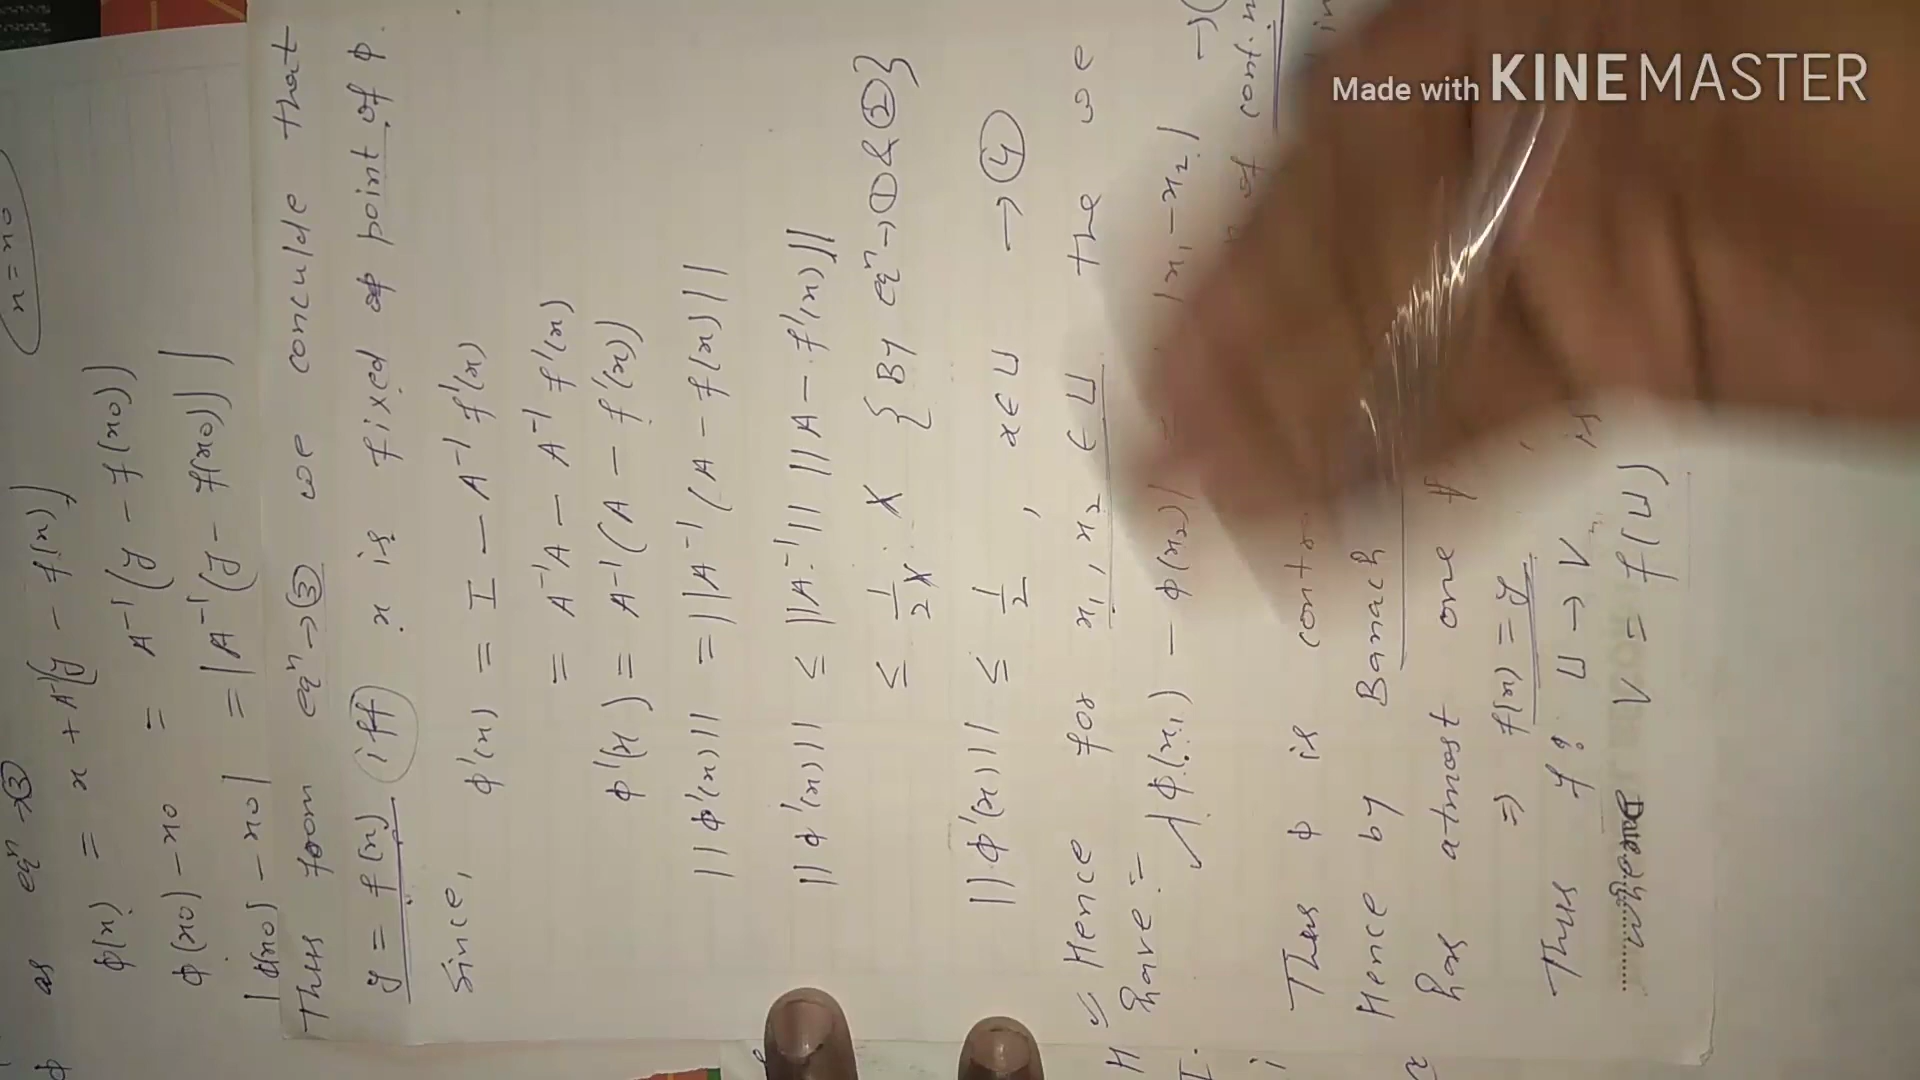 Made with KINEMASTER
x = x0
φ as eqn → ③
φ(x) = x + A⁻¹(y - f(x))
φ(x0) - x0 = A⁻¹(y - f(x0))
|φ(x0) - x0| = |A⁻¹(y - f(x0))|
Thus from eqn → ③ we conculde that
y = f(x) iff x is fixed of point of φ.
Since, φ'(x) = I - A⁻¹ f'(x)
= A⁻¹A - A⁻¹ f'(x)
φ'(x) = A⁻¹(A - f'(x))
||φ'(x)|| = ||A⁻¹(A - f(x)||
||φ'(x)|| ≤ ||A⁻¹|| ||A - f'(x)||
≤ 1/2λ · λ { By eqn → ① & ② }
||φ'(x)|| ≤ 1/2 , x ∈ U → ④
Hence for x1, x2 ∈ U the we
have :-
|φ(x1) - φ(x2)| |x1 - x2|
Thus φ is
Hence by Banach
has atmost one
⇒ f(x) = y
Thus f : U → V
V = f(U)
Date